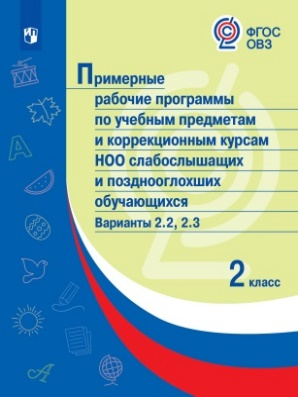 ФГОС
ОВЗ
Примерные
рабочие программы
по учебным предметам
и коррекционным курсам
НОО слабослышащих
и позднооглохших
обучающихся
Варианты 2.2, 2.3
2 класс